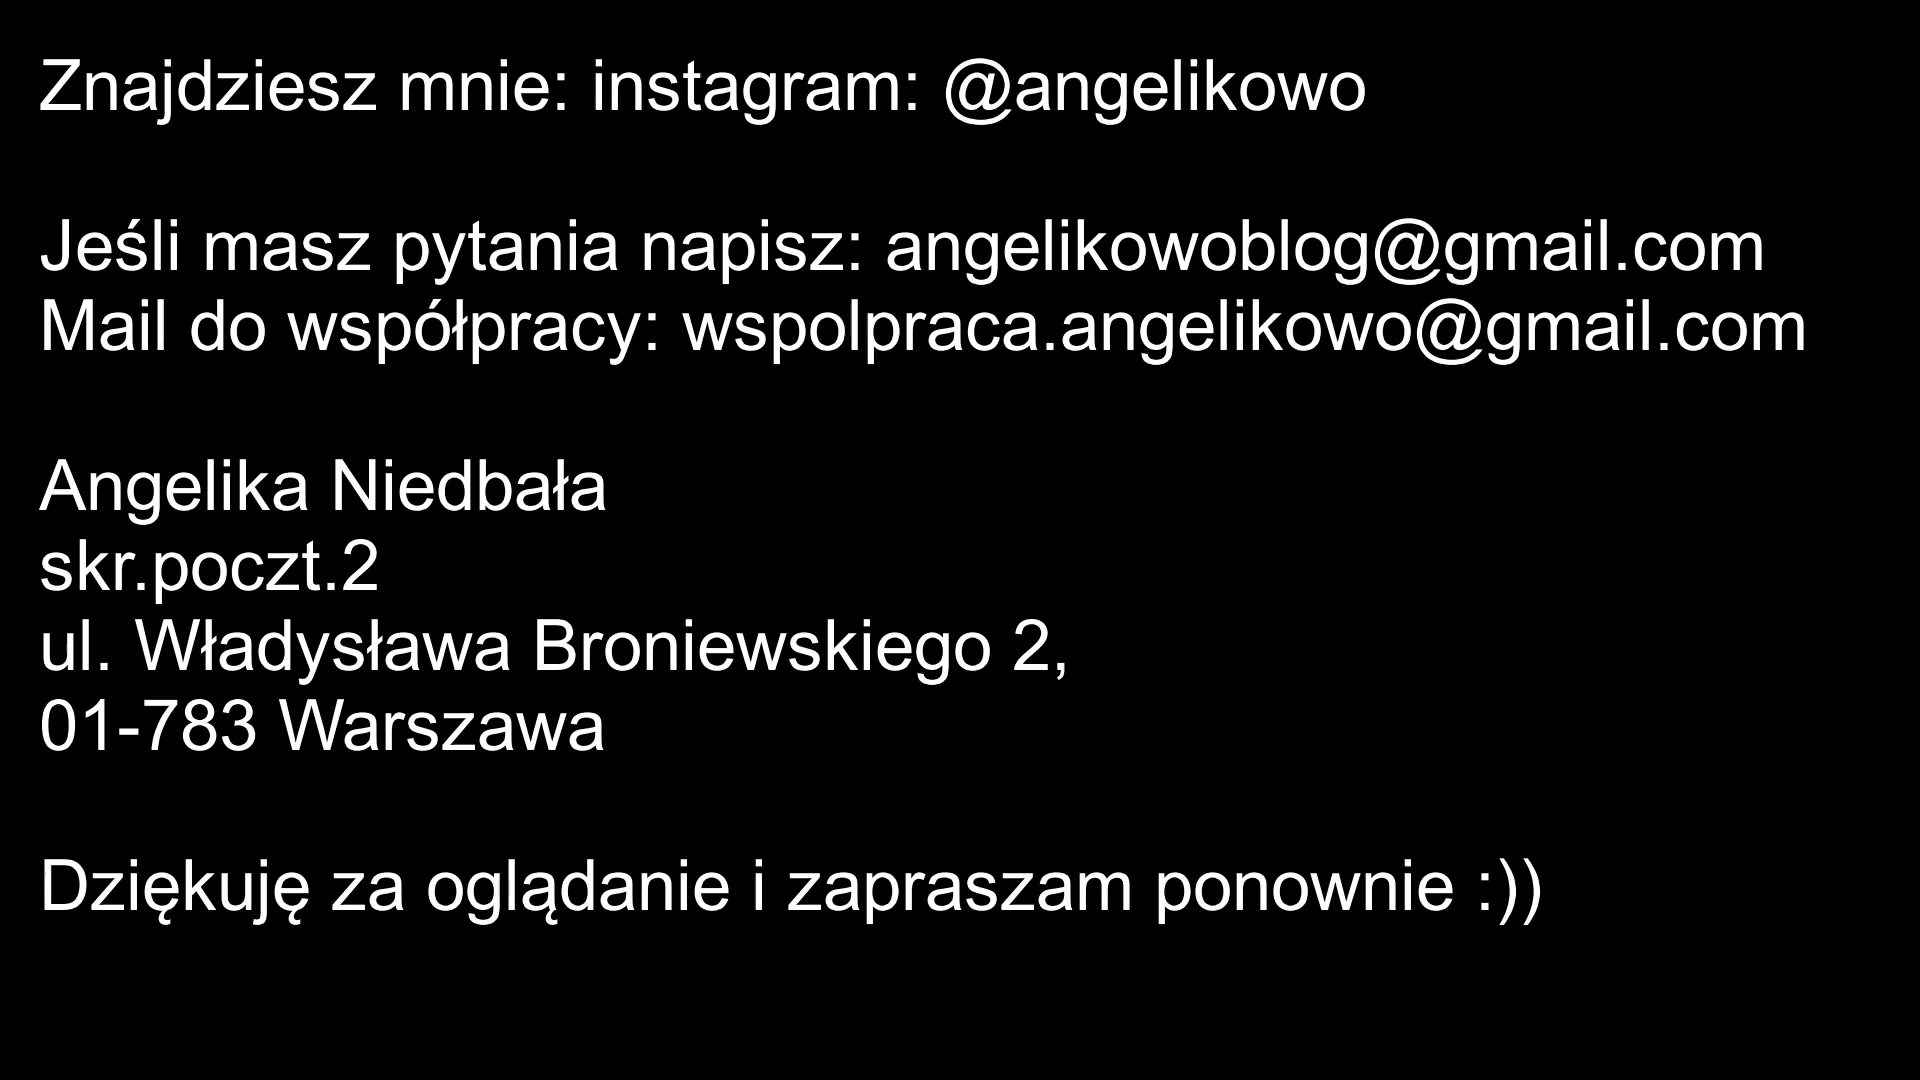 Znajdziesz mnie: instagram: @angelikowo
Jeśli masz pytania napisz: angelikowoblog@gmail.com
Mail do współpracy: wspolpraca.angelikowo@gmail.com
Angelika Niedbała
skr.poczt.2
ul. Władysława Broniewskiego 2,
01-783 Warszawa
Dziękuję za oglądanie i zapraszam ponownie :))